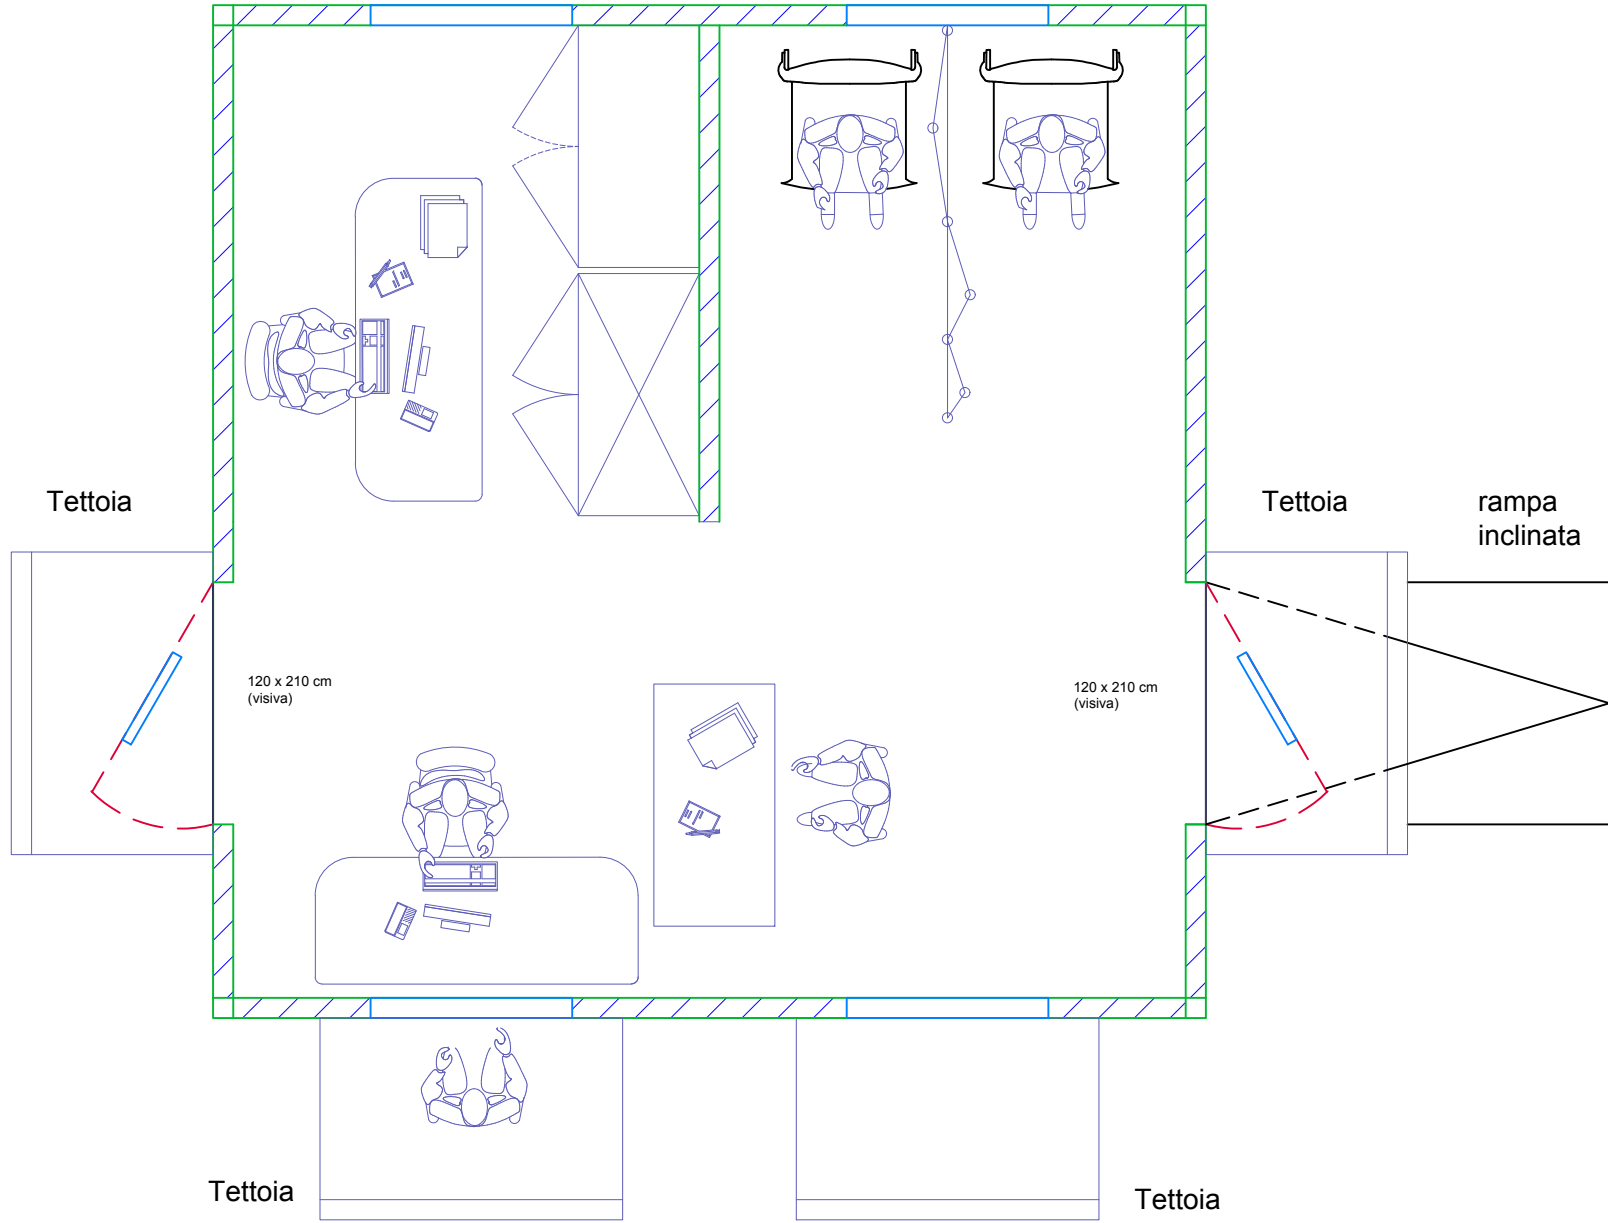 Tettoia
Tettoia
rampa
inclinata
120 x 210 cm
(visiva)
120 x 210 cm
(visiva)
Tettoia
Tettoia